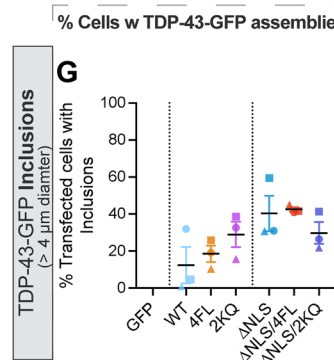 % Cells w TDP-43-GFP assemblie
G
TDP-43-GFP Inclusions
(> 4 μm diamter)
% Transfected cells with
Inclusions
100
80
60
40
20
0
GFP
WT
4FL
2KQ
ΔNLS
ΔNLS/4FL
ΔNLS/2KQ